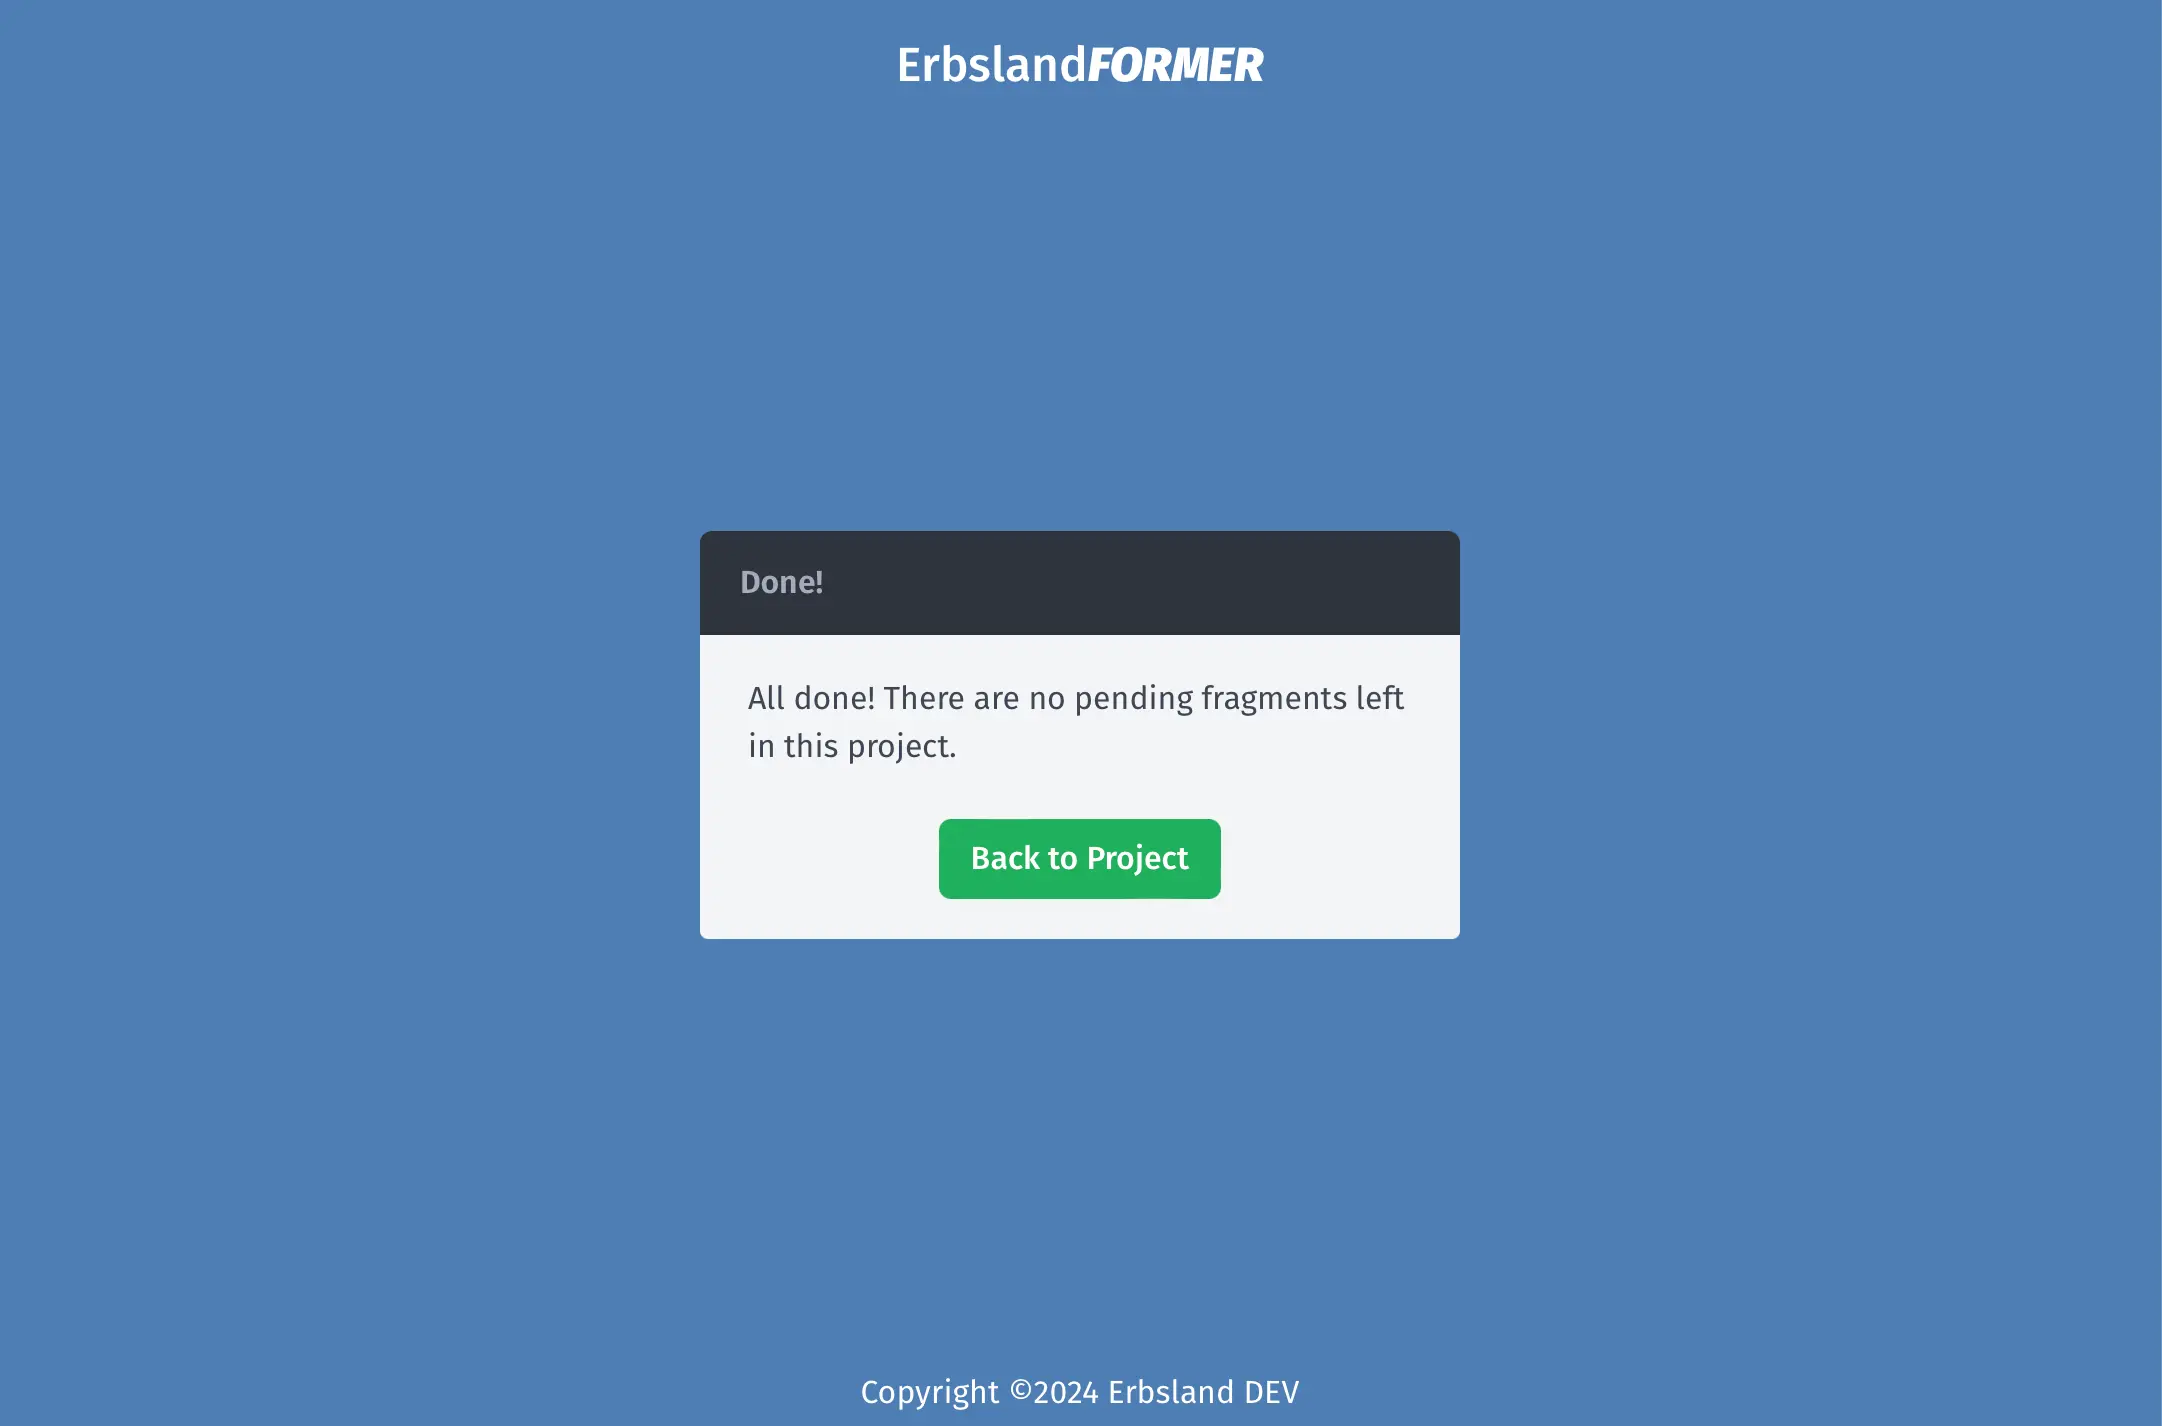 ErbslandFORMER
Done!
All done! There are no pending fragments left
in this project.
Back to Project
Copyright ©2024 Erbsland DEV